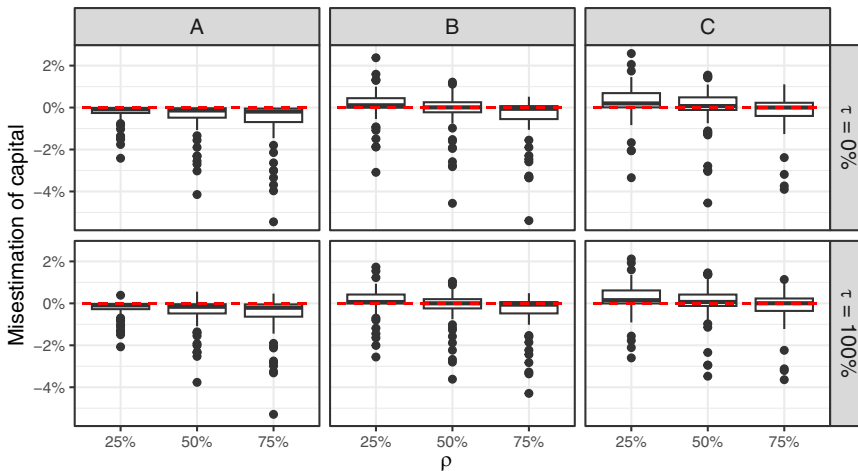 A B C
Misestimation of capital
2%
0%
−2%
−4%
τ = 0%
2%
0%
−2%
−4%
τ = 100%
25% 50% 75% 25% 50% 75% 25% 50% 75%
ρ